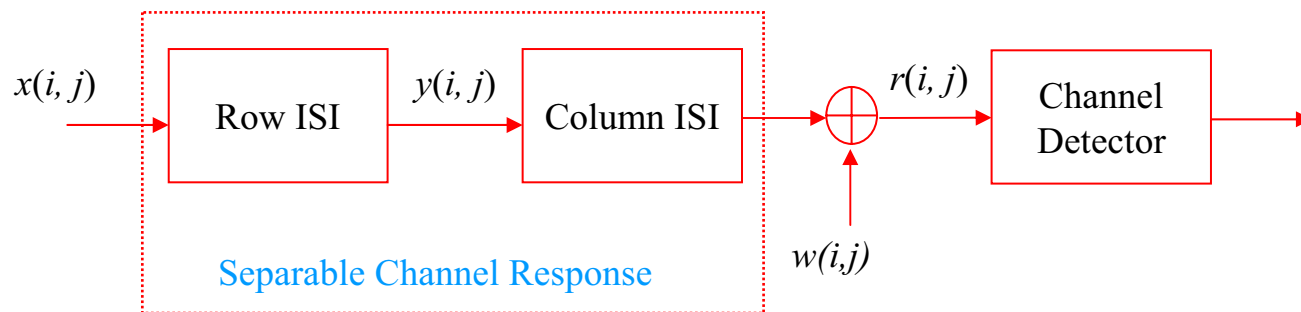 x(i, j)
Row ISI
y(i, j)
Column ISI
r(i, j)
Channel
Detector
w(i,j)
Separable Channel Response